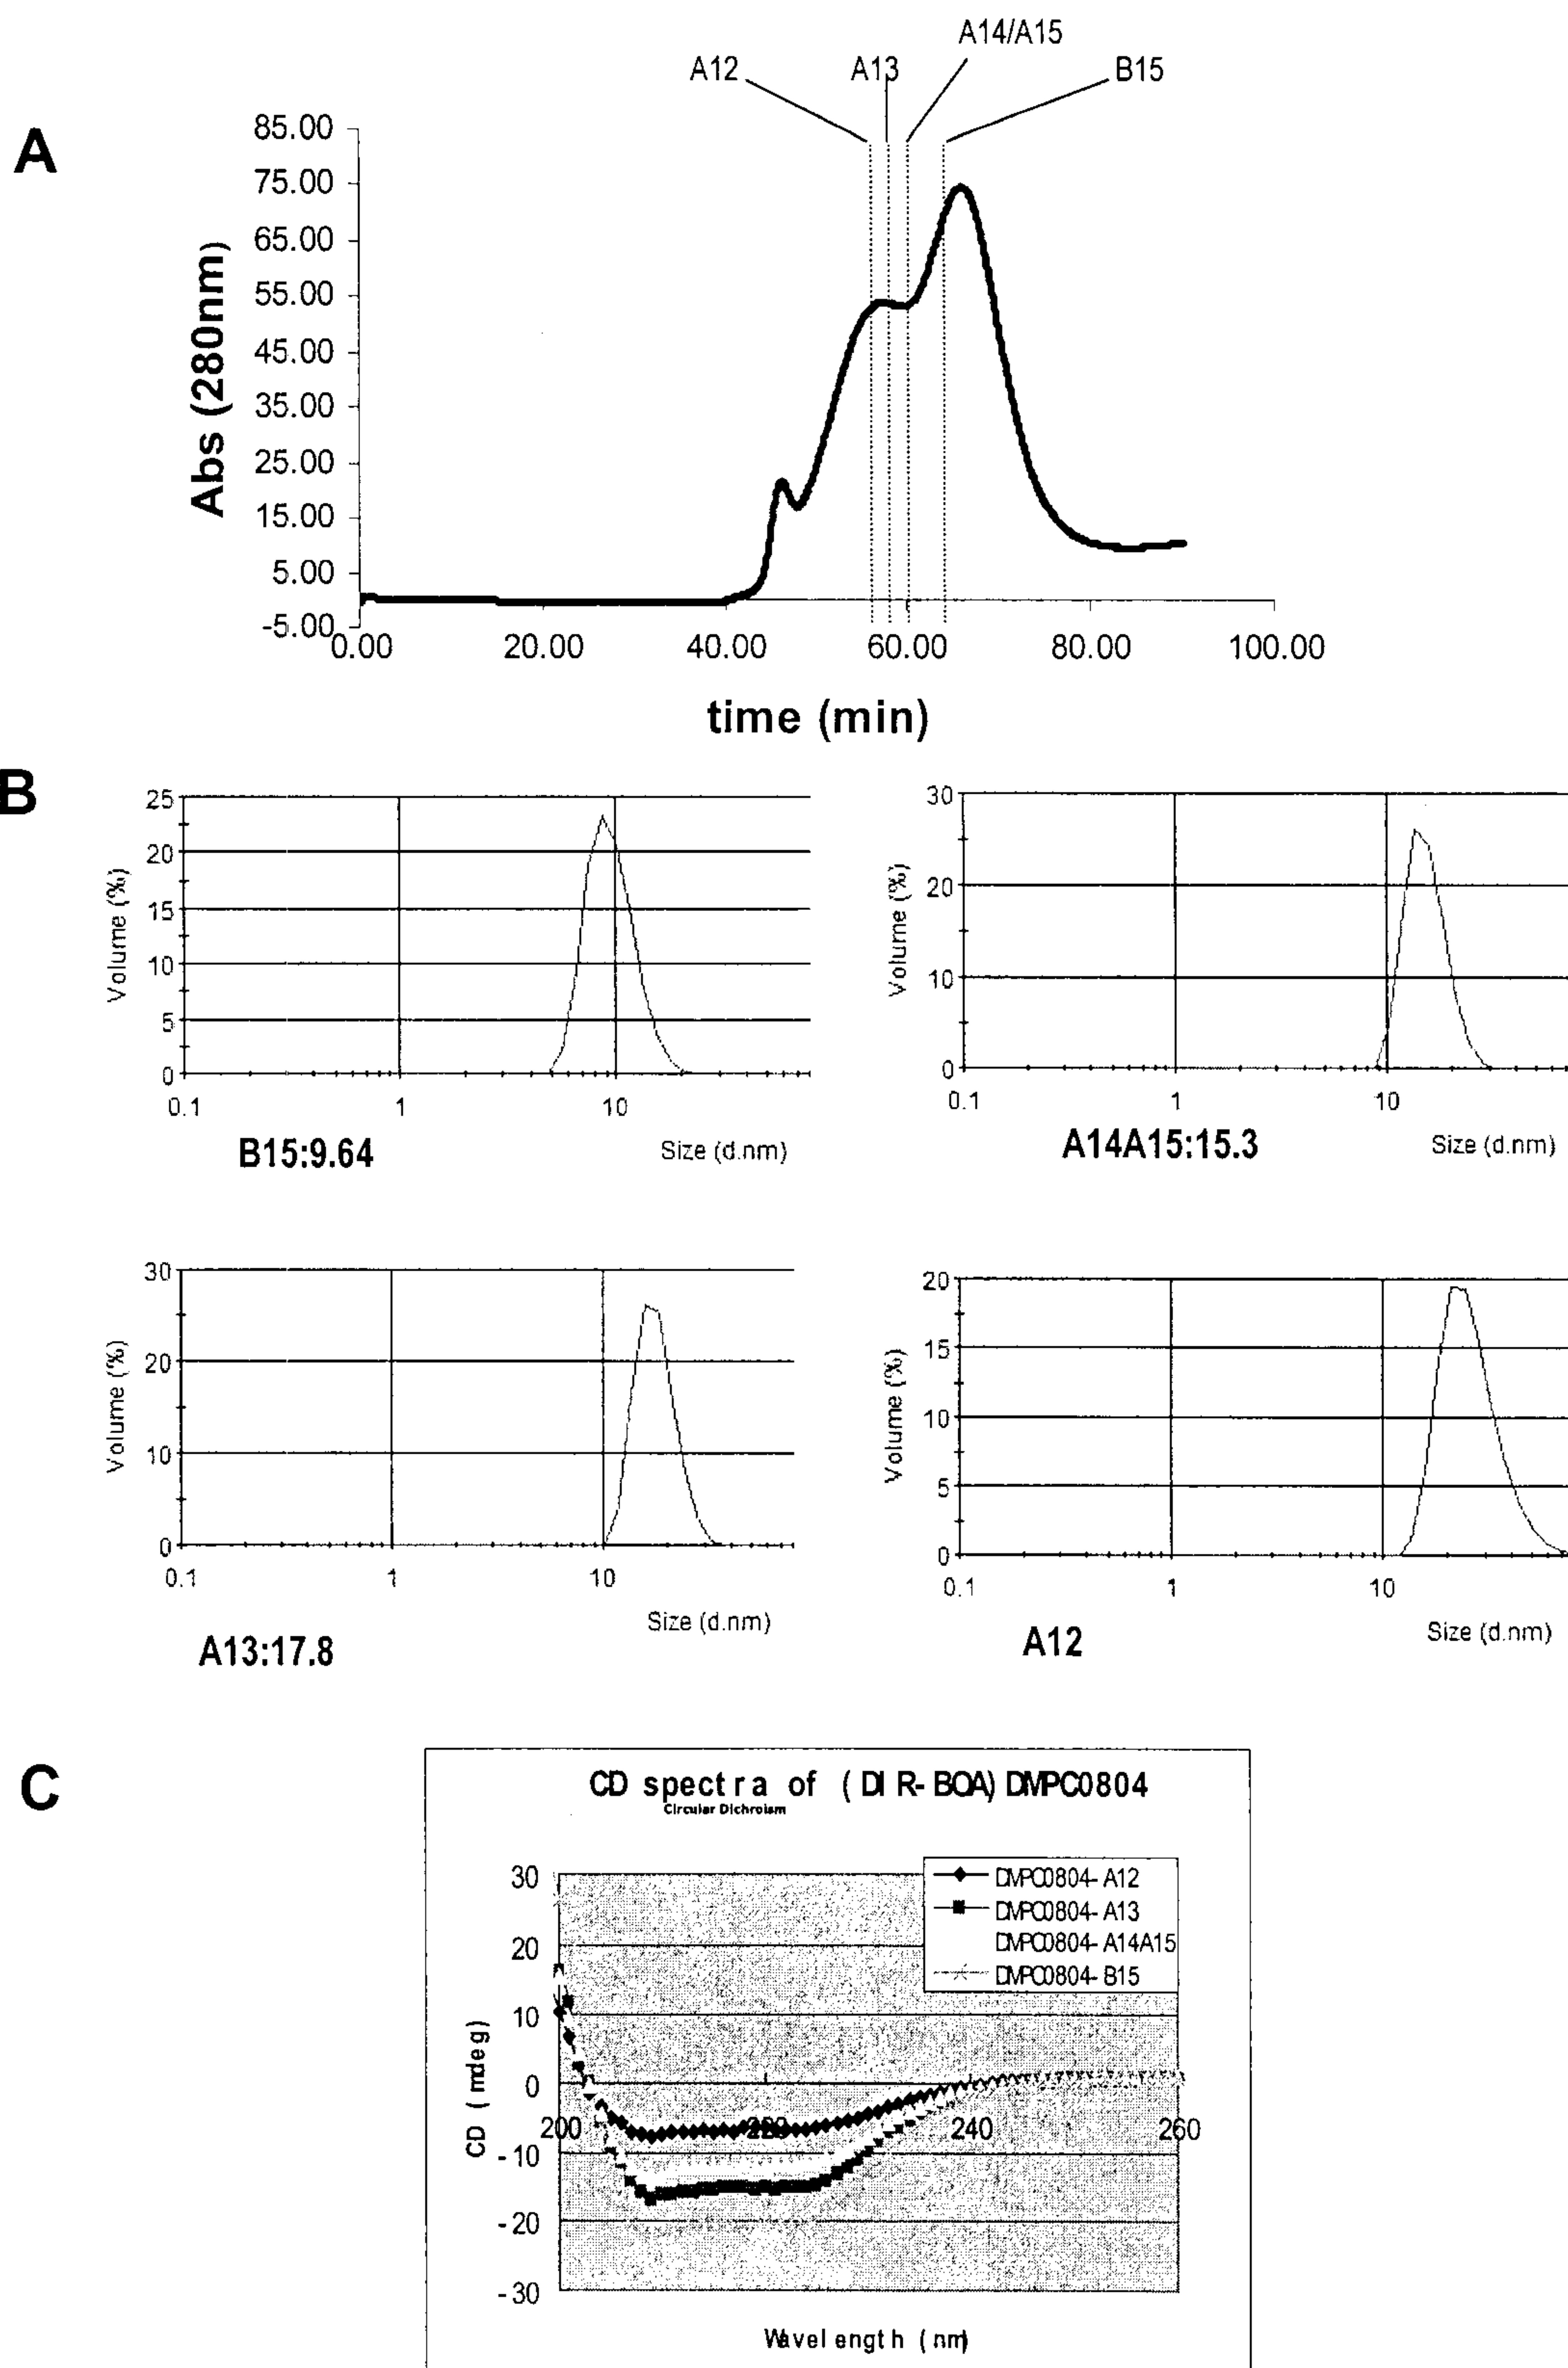 A14/A15
A12
A13
B15
A
85.00
75.00
65.00
55.00
45.00
35.00
25.00
15.00
5.00
-5.00
Abs (280nm)
0.00 20.00 40.00 60.00 80.00 100.00
time (min)
B
25
20
15
10
5
0
Volume (%)
0.1 1 10
Size (d.nm)
B15:9.64
30
20
10
0
Volume (%)
0.1 1 10
Size (d.nm)
A14A15:15.3
30
20
10
0
Volume (%)
0.1 1 10
Size (d.nm)
A13:17.8
20
15
10
5
0
Volume (%)
0.1 1 10
Size (d.nm)
A12
C
CD spectra of (DIR-BOA) DMPC0804
Circular Dichroism
DMPC0804-A12
DMPC0804-A13
DMPC0804-A14A15
DMPC0804-B15
30
20
10
0
-10
-20
-30
CD (mdeg)
200 220 240 260
Wavelength (nm)